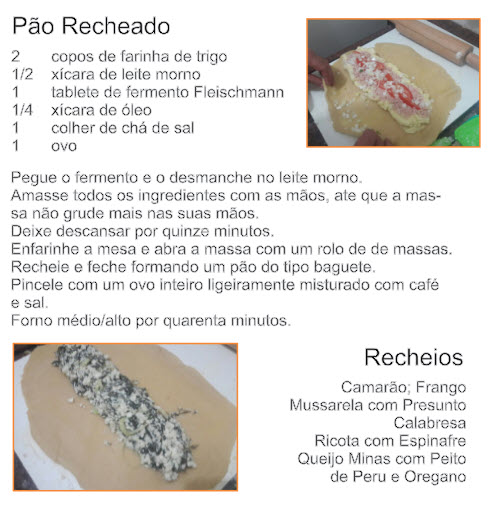 Pão Recheado
2 copos de farinha de trigo
1/2 xícara de leite morno
1 tablete de fermento Fleischmann
1/4 xícara de óleo
1 colher de chá de sal
1 ovo
Pegue o fermento e o desmanche no leite morno.
Amasse todos os ingredientes com as mãos, ate que a mas-
sa não grude mais nas suas mãos.
Deixe descansar por quinze minutos.
Enfarinhe a mesa e abra a massa com um rolo de de massas.
Recheie e feche formando um pão do tipo baguete.
Pincele com um ovo inteiro ligeiramente misturado com café
e sal.
Forno médio/alto por quarenta minutos.
Recheios
Camarão; Frango
Mussarela com Presunto
Calabresa
Ricota com Espinafre
Queijo Minas com Peito
de Peru e Oregano